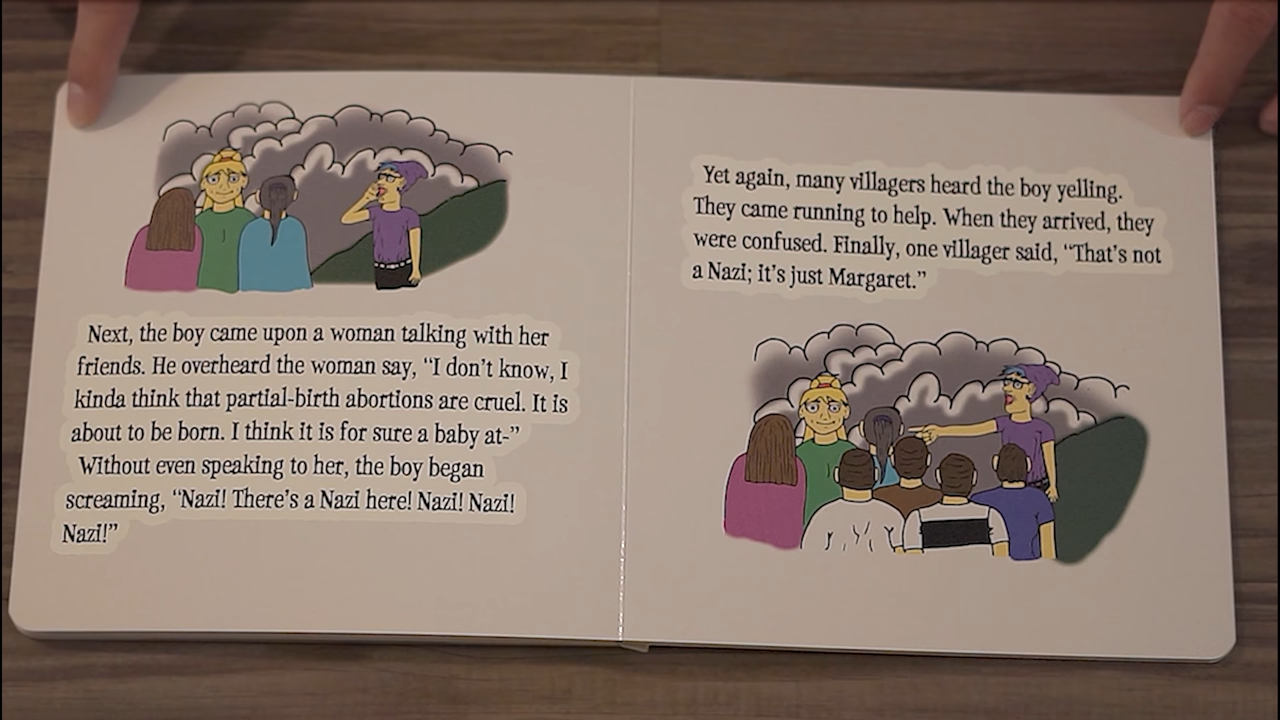 Next, the boy came upon a woman talking with her
friends. He overheard the woman say, “I don’t know, I
kinda think that partial-birth abortions are cruel. It is
about to be born. I think it is for sure a baby at-”
Without even speaking to her, the boy began
screaming, “Nazi! There’s a Nazi here! Nazi! Nazi!
Nazi!”
Yet again, many villagers heard the boy yelling.
They came running to help. When they arrived, they
were confused. Finally, one villager said, “That’s not
a Nazi; it’s just Margaret.”